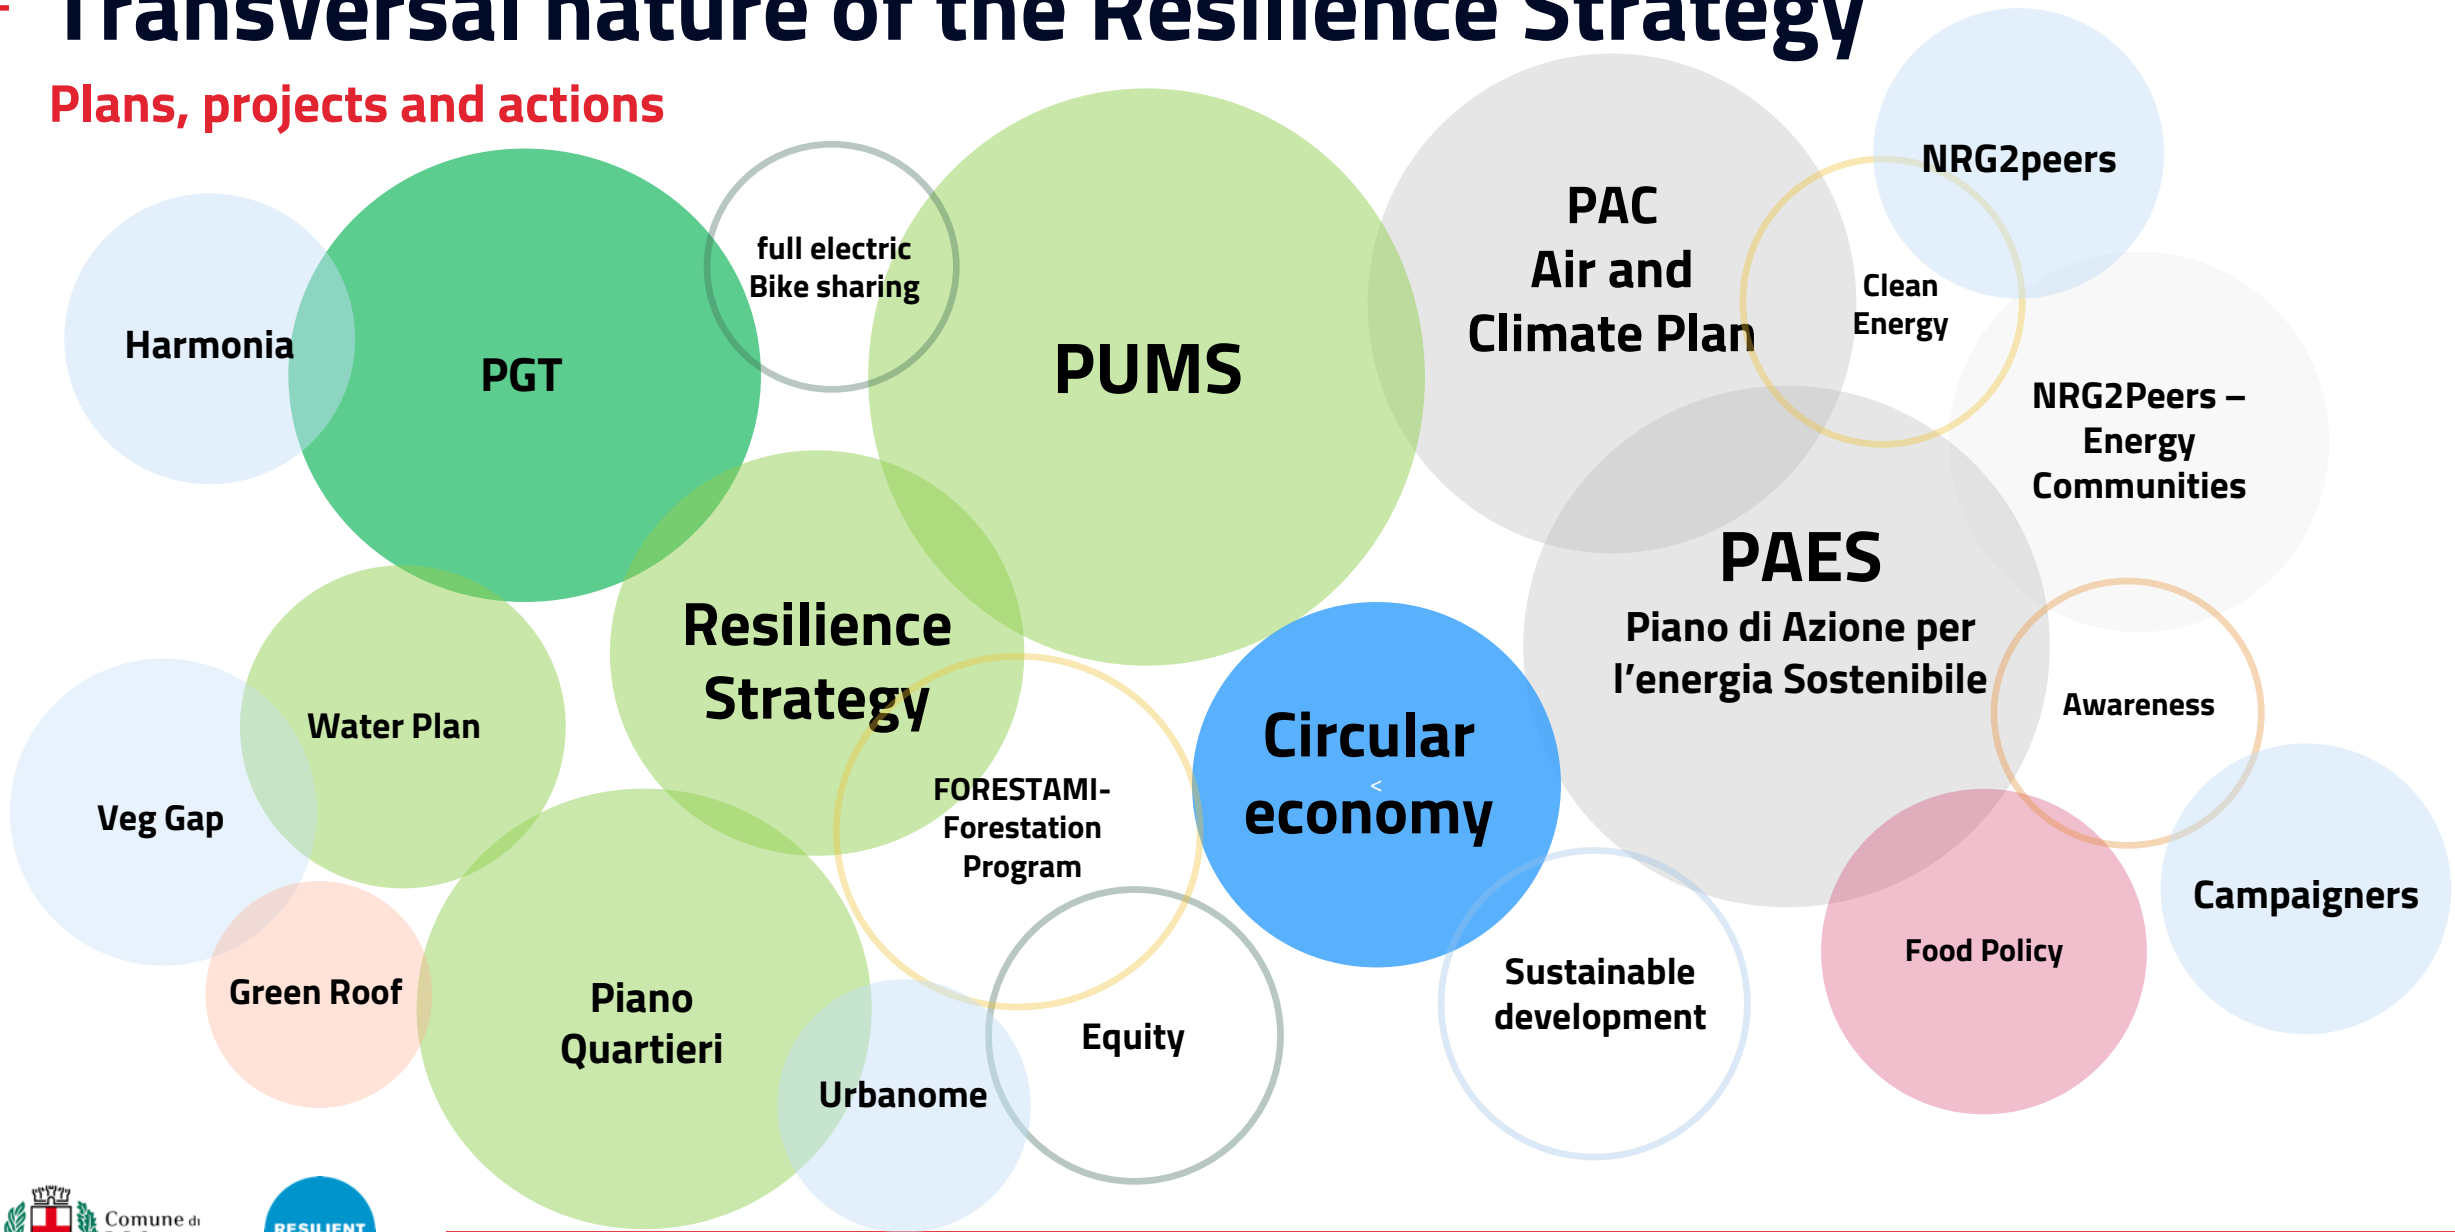 Transversal nature of the Resilience Strategy
Plans, projects and actions
NRG2peers
PAC
Air and
Climate Plan
full electric
Bike sharing
Clean
Energy
Harmonia
PGT
PUMS
NRG2Peers –
Energy
Communities
PAES
Piano di Azione per
l’energia Sostenibile
Resilience
Strategy
Water Plan
Awareness
Circular
<
economy
Veg Gap
FORESTAMI-
Forestation
Program
Campaigners
Food Policy
Green Roof
Piano
Quartieri
Sustainable
development
Equity
Urbanome
Comune di
RESILIENT